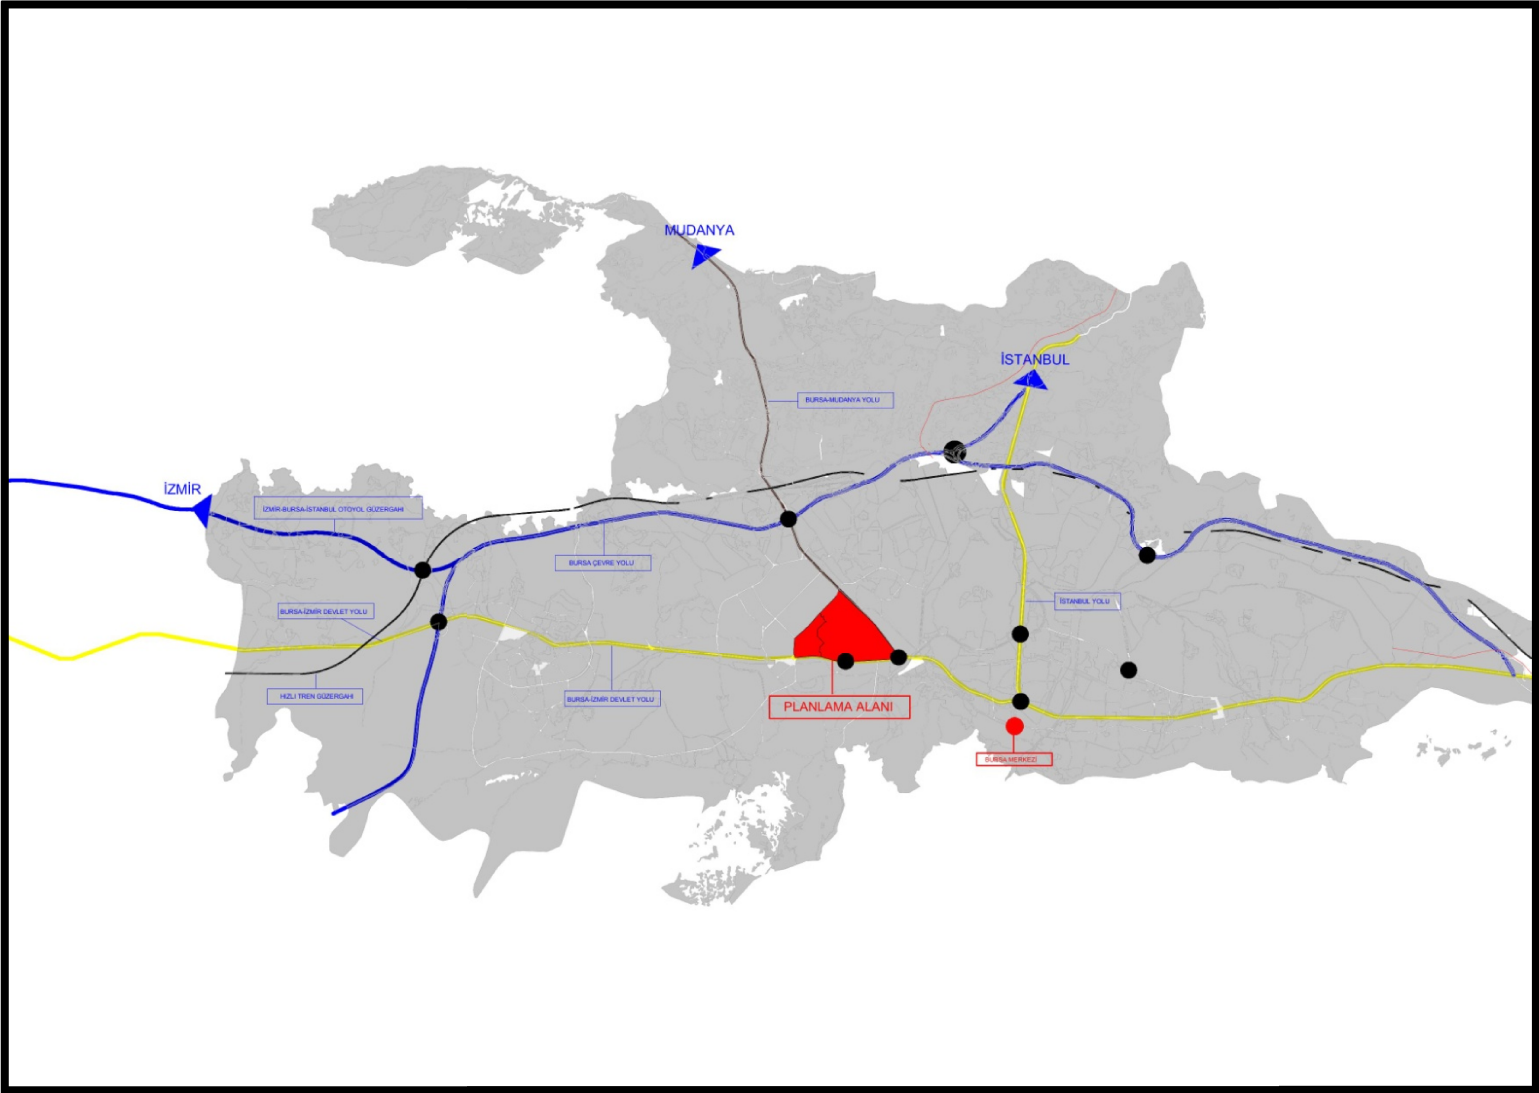 MUDANYA
İSTANBUL
BURSA-MUDANYA YOLU
İZMİR
İZMİR-BURSA-İSTANBUL OTOYOL GÜZERGAHI
BURSA ÇEVRE YOLU
BURSA-İZMİR DEVLET YOLU
İSTANBUL YOLU
HIZLI TREN GÜZERGAHI
BURSA-İZMİR DEVLET YOLU
PLANLAMA ALANI
BURSA MERKEZİ